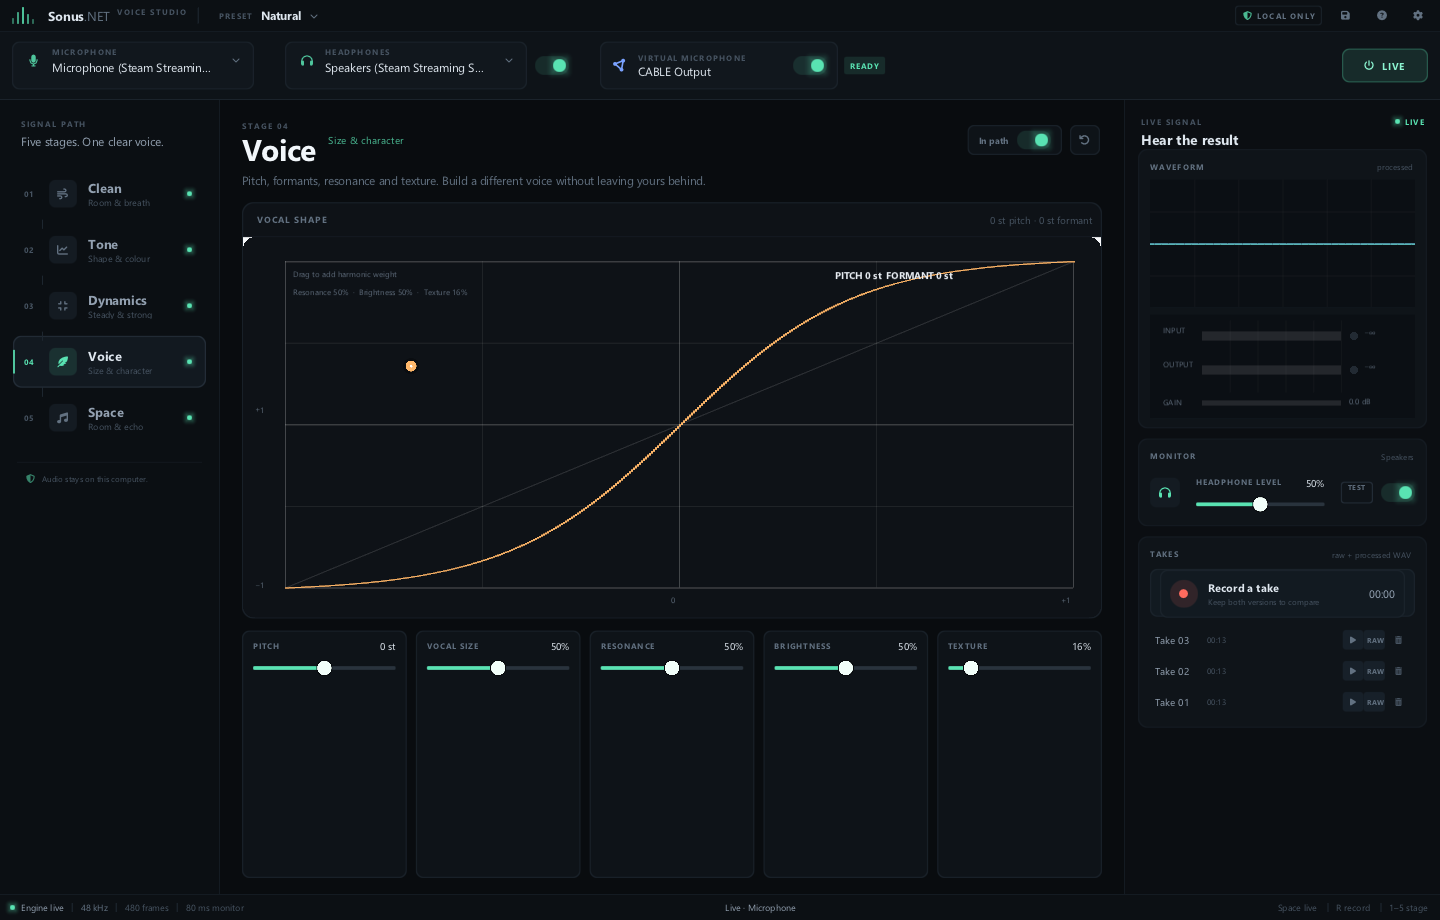 Sonus.NET VOICE STUDIO PRESET Natural LOCAL ONLY
MICROPHONE
Microphone (Steam Streamin...
HEADPHONES
Speakers (Steam Streaming S...
VIRTUAL MICROPHONE
CABLE Output
READY
LIVE
SIGNAL PATH
Five stages. One clear voice.
01 Clean
Room & breath
02 Tone
Shape & colour
03 Dynamics
Steady & strong
04 Voice
Size & character
05 Space
Room & echo
Audio stays on this computer.
STAGE 04
Voice Size & character
In path
Pitch, formants, resonance and texture. Build a different voice without leaving yours behind.
VOCAL SHAPE 0 st pitch · 0 st formant
Drag to add harmonic weight
PITCH 0 st FORMANT 0 st
Resonance 50% · Brightness 50% · Texture 16%
+1
−1
0 +1
PITCH 0 st
VOCAL SIZE 50%
RESONANCE 50%
BRIGHTNESS 50%
TEXTURE 16%
LIVE SIGNAL LIVE
Hear the result
WAVEFORM processed
INPUT -∞
OUTPUT -∞
GAIN 0.0 dB
MONITOR Speakers
HEADPHONE LEVEL 50% TEST
TAKES raw + processed WAV
Record a take
Keep both versions to compare
00:00
Take 03 00:13 RAW
Take 02 00:13 RAW
Take 01 00:13 RAW
Engine live 48 kHz 480 frames 80 ms monitor Live · Microphone Space live R record 1–5 stage